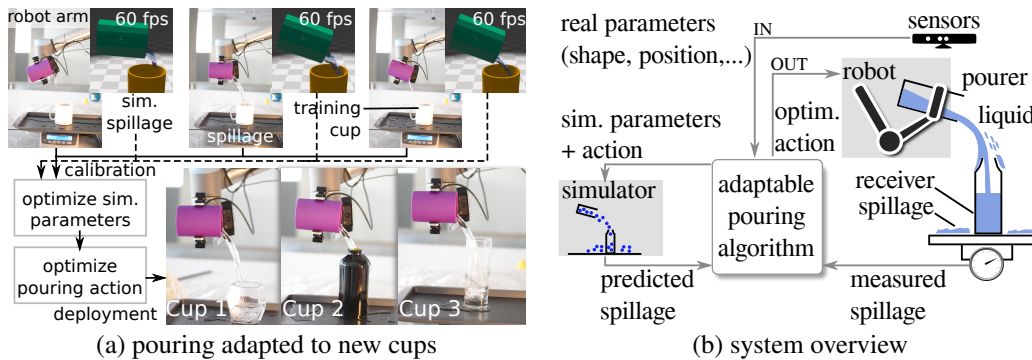 robot arm
60 fps
60 fps
60 fps
sim.
spillage
spillage
training
cup
calibration
optimize sim.
parameters
optimize
pouring action
deployment
Cup 1
Cup 2
Cup 3
(a) pouring adapted to new cups
real parameters
(shape, position,...)
IN
sensors
OUT
robot
pourer
liquid
optim.
action
sim. parameters
+ action
simulator
adaptable
pouring
algorithm
receiver
spillage
predicted
spillage
measured
spillage
(b) system overview